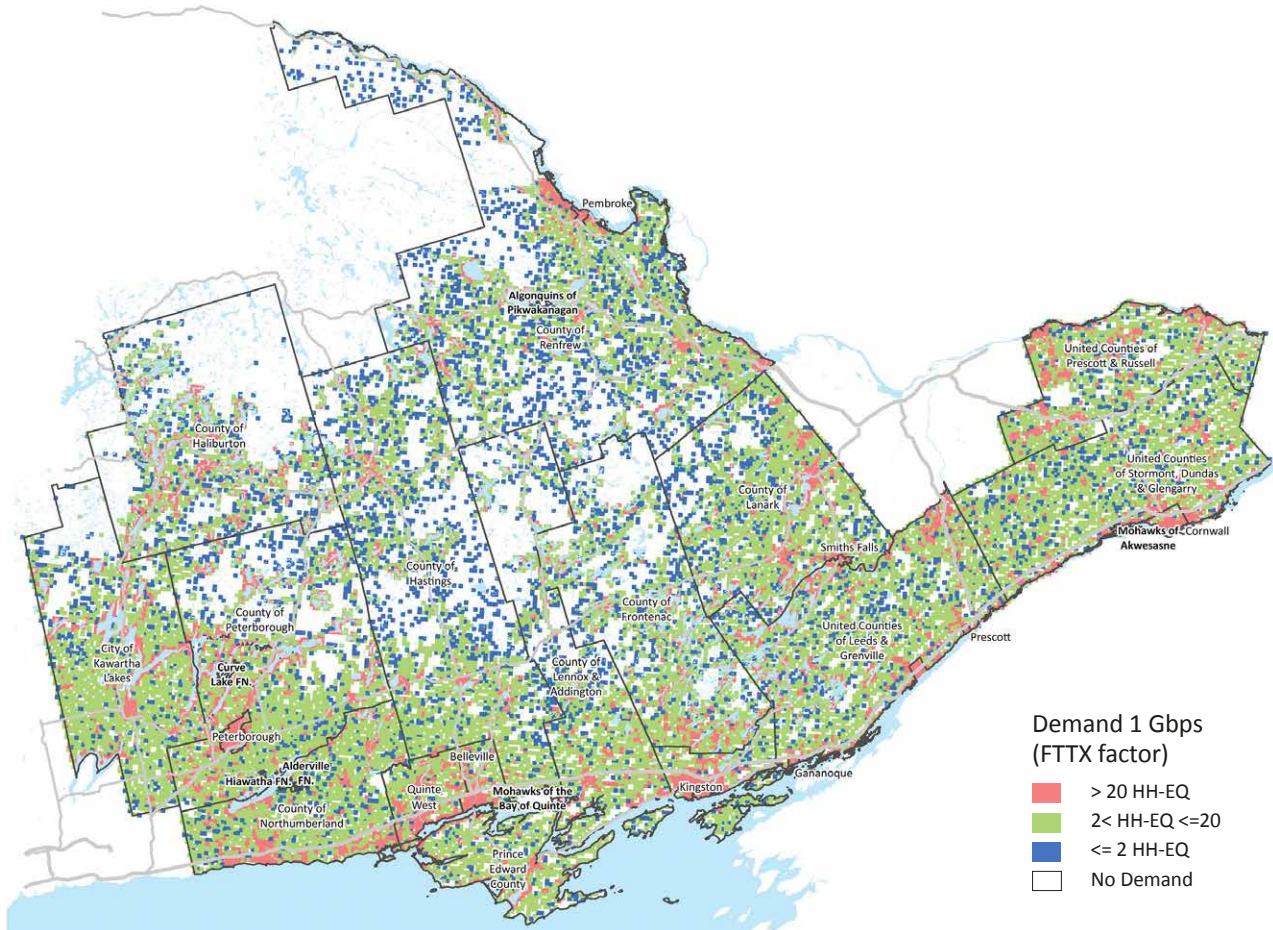 Pembroke
Algonquins of
Pikwakanagan
County of
Renfrew
United Counties of
Prescott & Russell
County of
Haliburton
United Counties
of Stormont, Dundas
& Glengarry
County of
Lanark
Mohawks of
Akwesasne
Cornwall
Smiths Falls
County of
Hastings
County of
Peterborough
County of
Frontenac
United Counties
of Leeds &
Grenville
Prescott
City of
Kawartha
Lakes
Curve
Lake FN.
County of
Lennox &
Addington
Peterborough
Belleville
Alderville
FN.
Hiawatha FN.
Quinte
West
Mohawks of the
Bay of Quinte
Kingston
Gananoque
County of
Northumberland
Prince
Edward
County
Demand 1 Gbps
(FTTX factor)
> 20 HH-EQ
2< HH-EQ <=20
<= 2 HH-EQ
No Demand